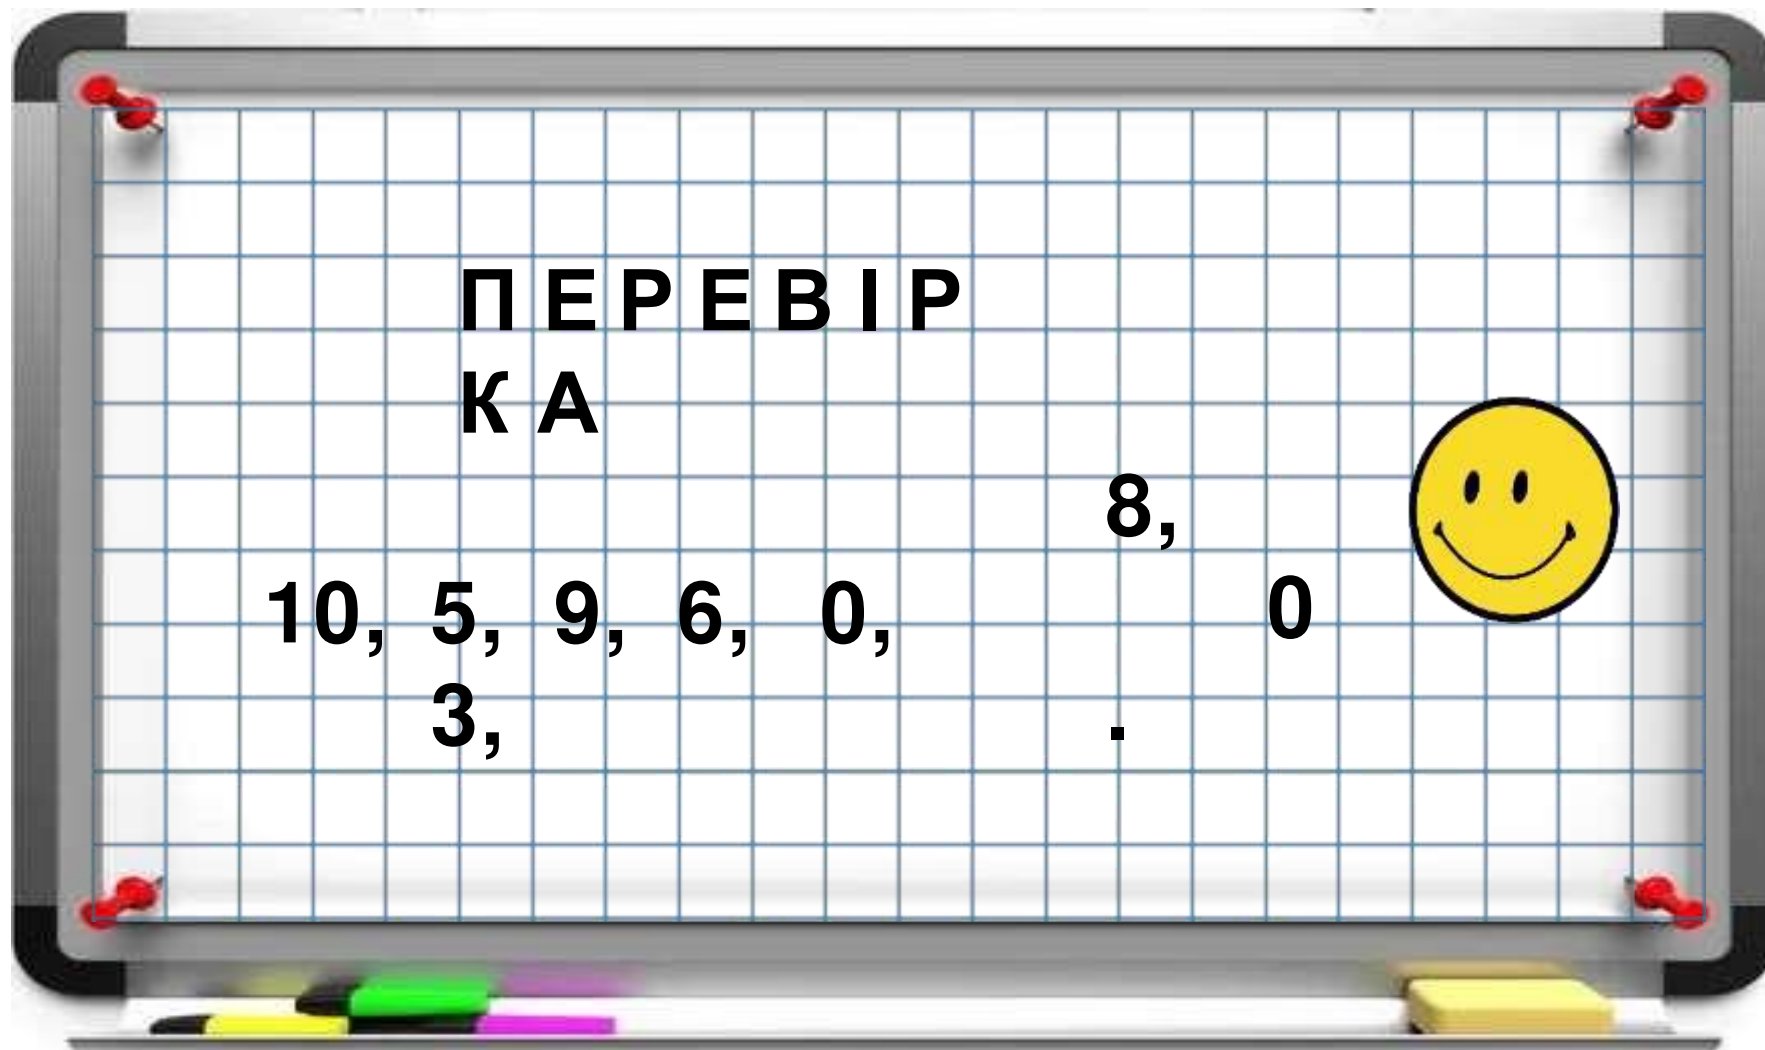 П Е Р Е В І Р
К А
8,
10, 5, 9, 6, 0, 0
3, .